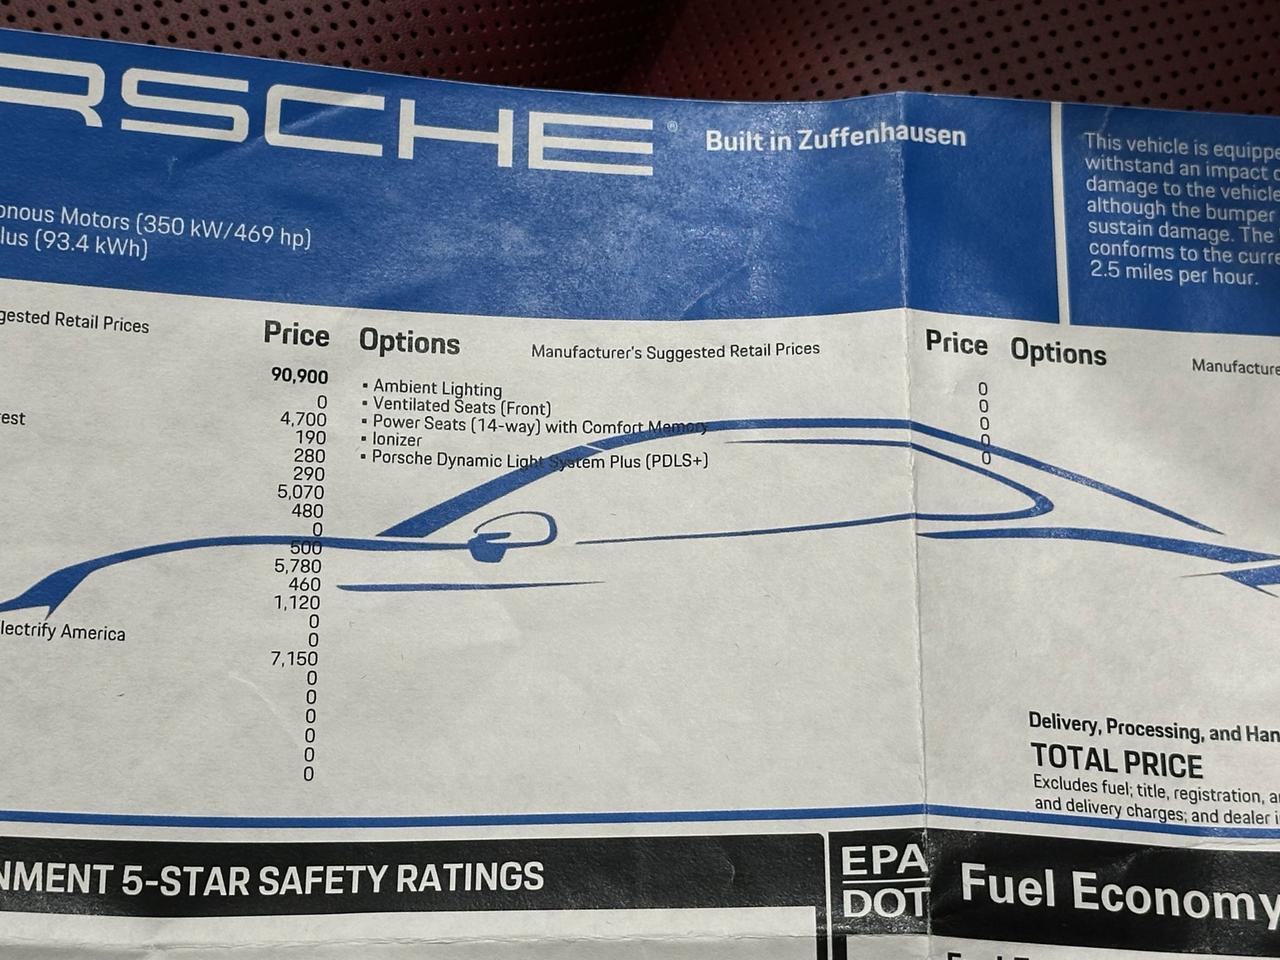 RSCHE® Built in Zuffenhausen
onous Motors (350 kW/469 hp)
lus (93.4 kWh)
This vehicle is equippe
withstand an impact o
damage to the vehicle
although the bumper
sustain damage. The
conforms to the curre
2.5 miles per hour.
gested Retail Prices Price
90,900
0
est 4,700
190
280
290
5,070
480
0
500
5,780
460
1,120
0
lectrify America 0
7,150
0
0
0
0
0
0
Options Manufacturer's Suggested Retail Prices Price
▪ Ambient Lighting 0
▪ Ventilated Seats (Front) 0
▪ Power Seats (14-way) with Comfort Memory 0
▪ Ionizer 0
▪ Porsche Dynamic Light System Plus (PDLS+) 0
Options Manufacture
Delivery, Processing, and Han
TOTAL PRICE
Excludes fuel; title, registration, a
and delivery charges; and dealer i
NMENT 5-STAR SAFETY RATINGS
EPA
DOT
Fuel Economy